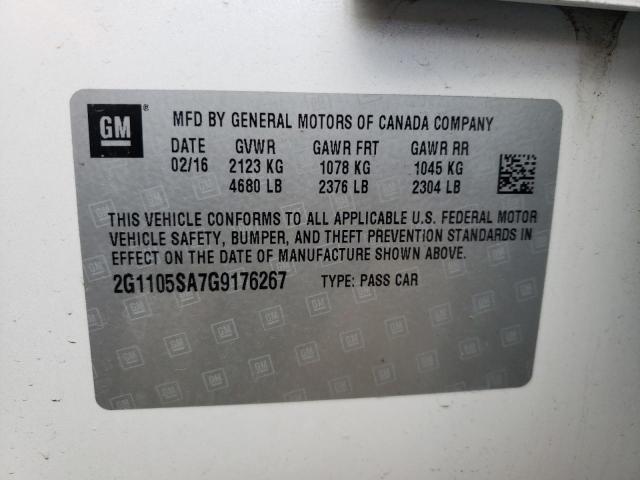 GM ®
MFD BY GENERAL MOTORS OF CANADA COMPANY
DATE GVWR GAWR FRT GAWR RR
02/16 2123 KG 1078 KG 1045 KG
4680 LB 2376 LB 2304 LB
THIS VEHICLE CONFORMS TO ALL APPLICABLE U.S. FEDERAL MOTOR
VEHICLE SAFETY, BUMPER, AND THEFT PREVENTION STANDARDS IN
EFFECT ON THE DATE OF MANUFACTURE SHOWN ABOVE.
2G1105SA7G9176267 TYPE: PASS CAR